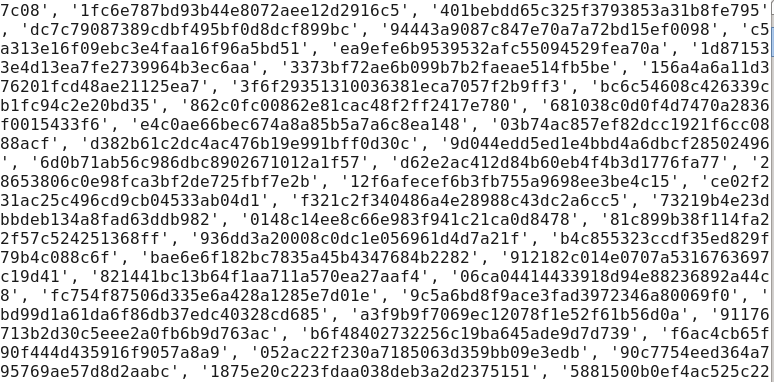 7c08', '1fc6e787bd93b44e8072aee12d2916c5', '401bebdd65c325f3793853a31b8fe795'
, 'dc7c79087389cdbf495bf0d8dcf899bc', '94443a9087c847e70a7a72bd15ef0098', 'c5
a313e16f09ebc3e4faa16f96a5bd51', 'ea9efe6b9539532afc55094529fea70a', '1d87153
3e4d13ea7fe2739964b3ec6aa', '3373bf72ae6b099b7b2faeae514fb5be', '156a4a6a11d3
76201fcd48ae21125ea7', '3f6f29351310036381eca7057f2b9ff3', 'bc6c54608c426339c
b1fc94c2e20bd35', '862c0fc00862e81cac48f2ff2417e780', '681038c0d0f4d7470a2836
f0015433f6', 'e4c0ae66bec674a8a85b5a7a6c8ea148', '03b74ac857ef82dcc1921f6cc08
88acf', 'd382b61c2dc4ac476b19e991bff0d30c', '9d044edd5ed1e4bbd4a6dbcf28502496
', '6d0b71ab56c986dbc8902671012a1f57', 'd62e2ac412d84b60eb4f4b3d1776fa77', '2
8653806c0e98fca3bf2de725fbf7e2b', '12f6afecef6b3fb755a9698ee3be4c15', 'ce02f2
31ac25c496cd9cb04533ab04d1', 'f321c2f340486a4e28988c43dc2a6cc5', '73219b4e23d
bbdeb134a8fad63ddb982', '0148c14ee8c66e983f941c21ca0d8478', '81c899b38f114fa2
2f57c524251368ff', '936dd3a20008c0dc1e056961d4d7a21f', 'b4c855323ccdf35ed829f
79b4c088c6f', 'bae6e6f182bc7835a45b4347684b2282', '912182c014e0707a5316763697
c19d41', '821441bc13b64f1aa711a570ea27aaf4', '06ca04414433918d94e88236892a44c
8', 'fc754f87506d335e6a428a1285e7d01e', '9c5a6bd8f9ace3fad3972346a80069f0', '
bd99d1a61da6f86db37edc40328cd685', 'a3f9b9f7069ec12078f1e52f61b56d0a', '91176
713b2d30c5eee2a0fb6b9d763ac', 'b6f48402732256c19ba645ade9d7d739', 'f6ac4cb65f
90f444d435916f9057a8a9', '052ac22f230a7185063d359bb09e3edb', '90c7754eed364a7
95769ae57d8d2aabc', '1875e20c223fdaa038deb3a2d2375151', '5881500b0ef4ac525c22